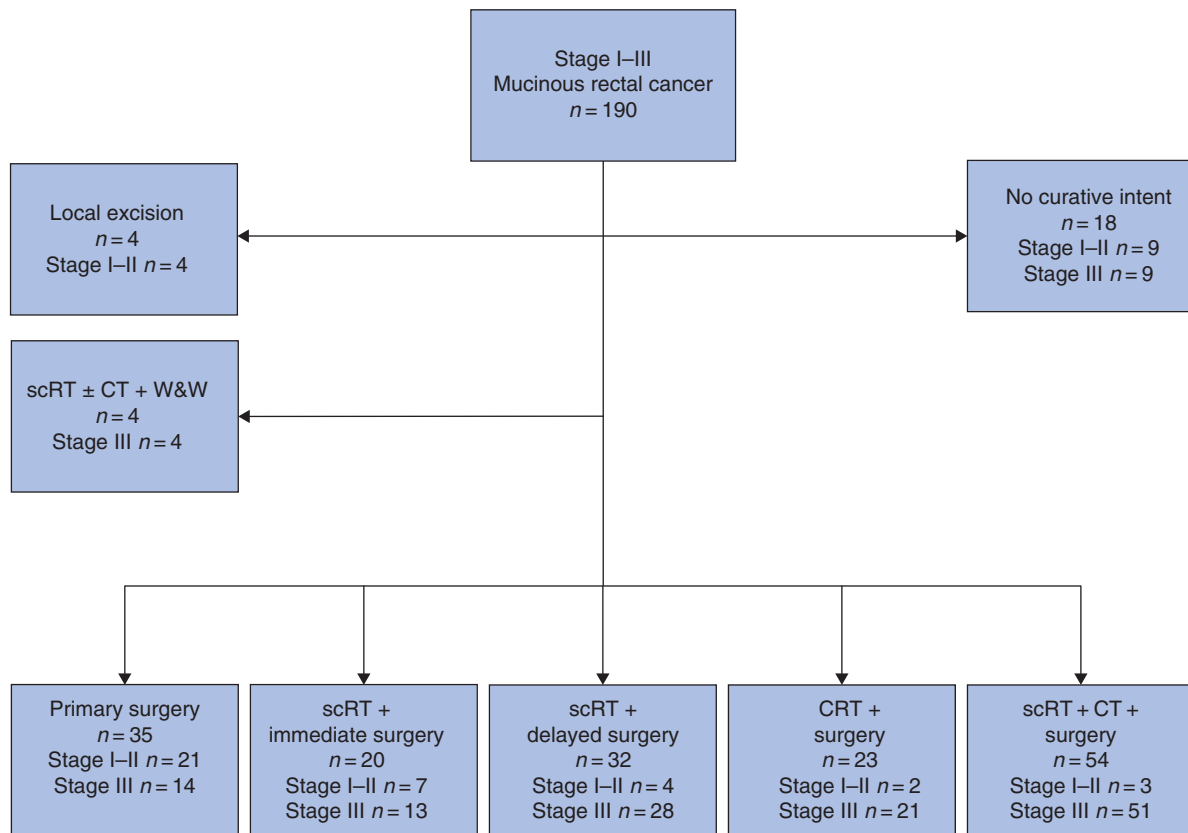 Stage I–III
Mucinous rectal cancer
n = 190
Local excision
n = 4
Stage I–II n = 4
No curative intent
n = 18
Stage I–II n = 9
Stage III n = 9
scRT ± CT + W&W
n = 4
Stage III n = 4
Primary surgery
n = 35
Stage I–II n = 21
Stage III n = 14
scRT +
immediate surgery
n = 20
Stage I–II n = 7
Stage III n = 13
scRT +
delayed surgery
n = 32
Stage I–II n = 4
Stage III n = 28
CRT +
surgery
n = 23
Stage I–II n = 2
Stage III n = 21
scRT + CT +
surgery
n = 54
Stage I–II n = 3
Stage III n = 51